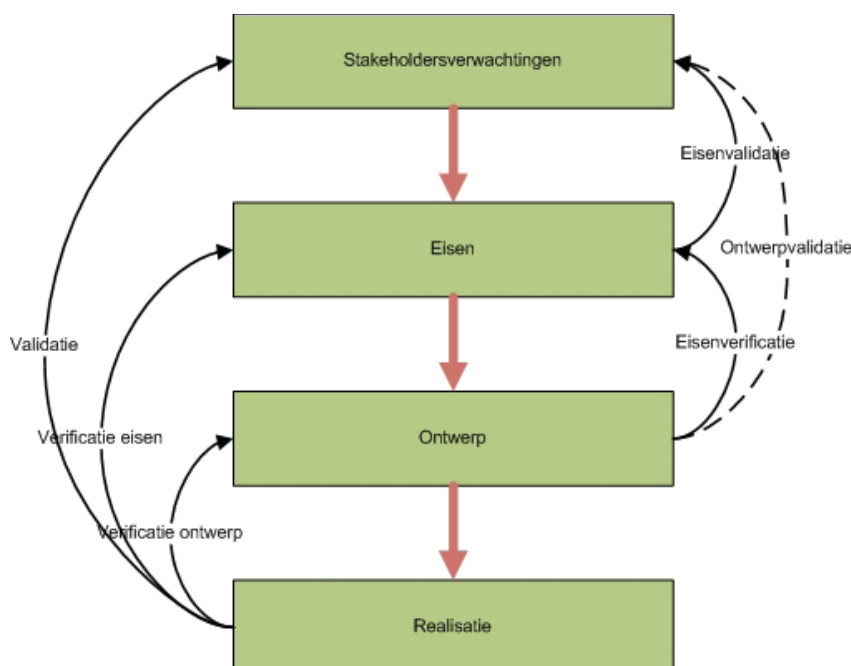 Stakeholdersverwachtingen
Eisenvalidatie
Eisen
Ontwerpvalidatie
Validatie
Eisenverificatie
Verificatie eisen
Ontwerp
Verificatie ontwerp
Realisatie